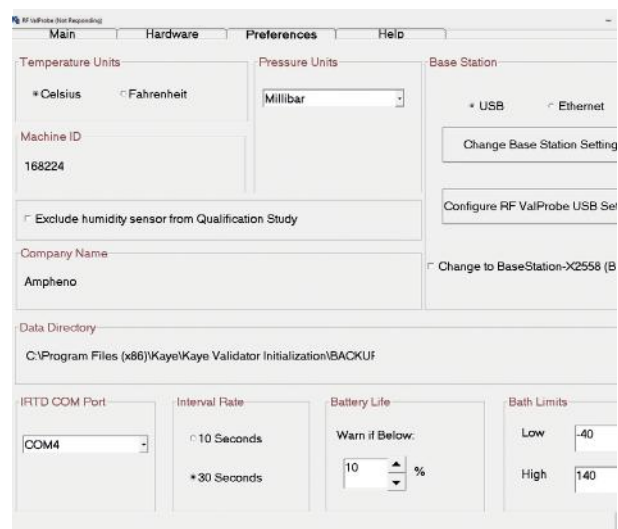 RF ValProbe (Not Responding)
Main Hardware Preferences Help
Temperature Units Pressure Units Base Station
Celsius Fahrenheit Millibar USB Ethernet
Machine ID
168224
Change Base Station Setting
Configure RF ValProbe USB Set
Exclude humidity sensor from Qualification Study
Company Name
Ampheno
Change to BaseStation-X2558 (B
Data Directory
C:\Program Files (x86)\Kaye\Kaye Validator Initialization\BACKUF
IRTD COM Port Interval Rate Battery Life Bath Limits
COM4 10 Seconds Warn if Below: Low -40
30 Seconds 10 % High 140